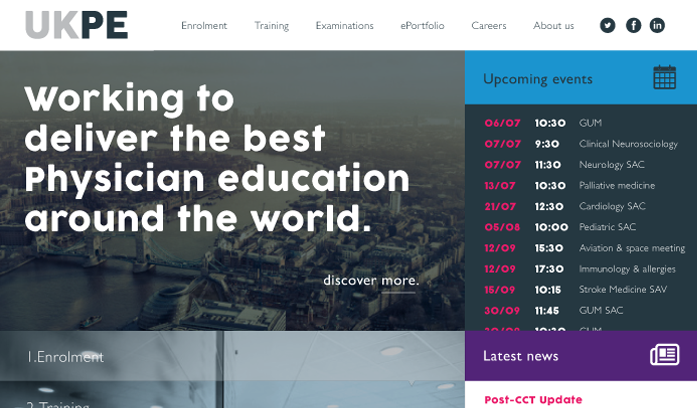 UKPE
Enrolment Training Examinations ePortfolio Careers About us
Working to
deliver the best
Physician education
around the world.
discover more.
Upcoming events
06/07 10:30 GUM
07/07 9:30 Clinical Neurosociology
07/07 11:30 Neurology SAC
13/07 10:30 Palliative medicine
21/07 12:30 Cardiology SAC
05/08 10:00 Pediatric SAC
12/09 15:30 Aviation & space meeting
12/09 17:30 Immunology & allergies
15/09 10:15 Stroke Medicine SAV
30/09 11:45 GUM SAC
30/09 10:30 GUM
1.Enrolment
2.Training
Latest news
Post-CCT Update